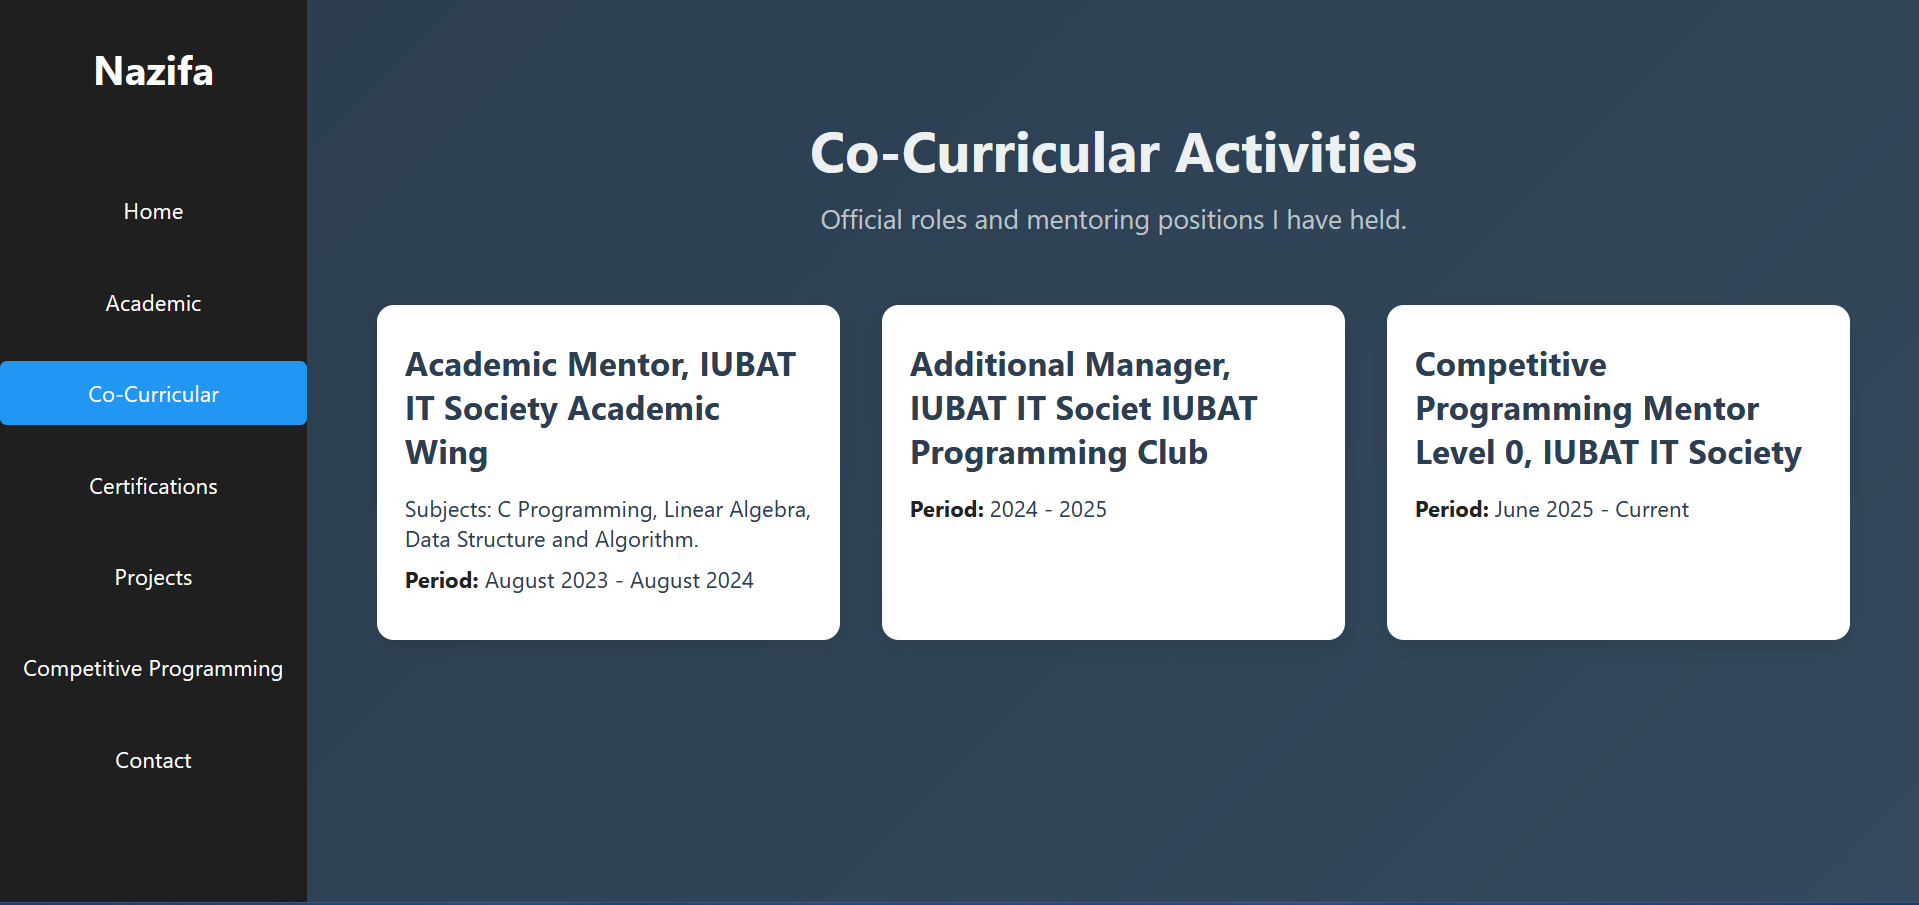 Nazifa
Home
Academic
Co-Curricular
Certifications
Projects
Competitive Programming
Contact
Co-Curricular Activities
Official roles and mentoring positions I have held.
Academic Mentor, IUBAT
IT Society Academic
Wing
Subjects: C Programming, Linear Algebra,
Data Structure and Algorithm.
Period: August 2023 - August 2024
Additional Manager,
IUBAT IT Societ IUBAT
Programming Club
Period: 2024 - 2025
Competitive
Programming Mentor
Level 0, IUBAT IT Society
Period: June 2025 - Current